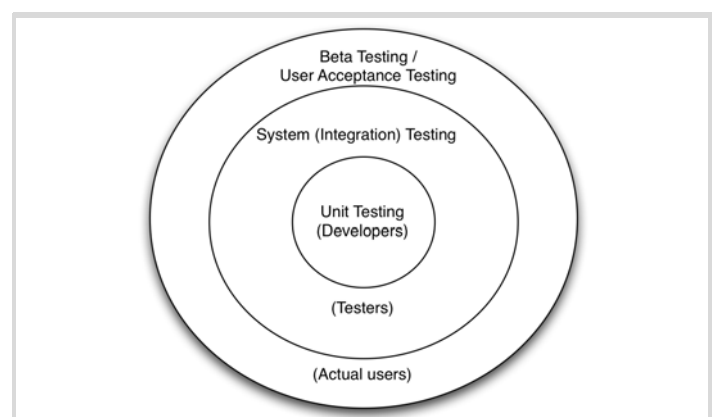 Beta Testing /
User Acceptance Testing
System (Integration) Testing
Unit Testing
(Developers)
(Testers)
(Actual users)